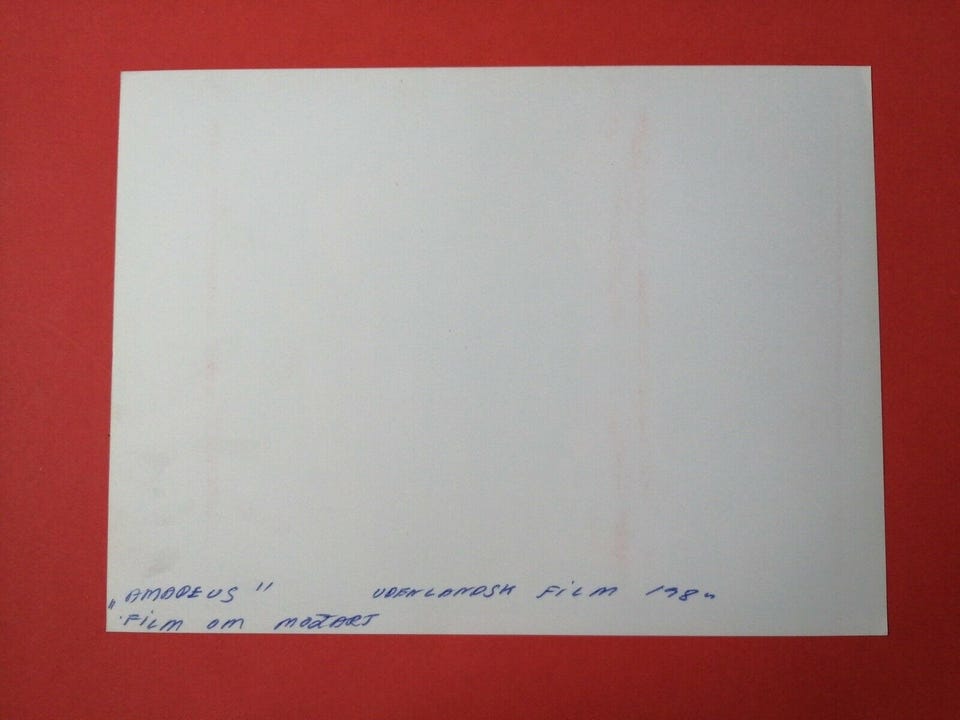 „AMADEUS" UDENLANDSK FILM 198
FILM OM MOZART